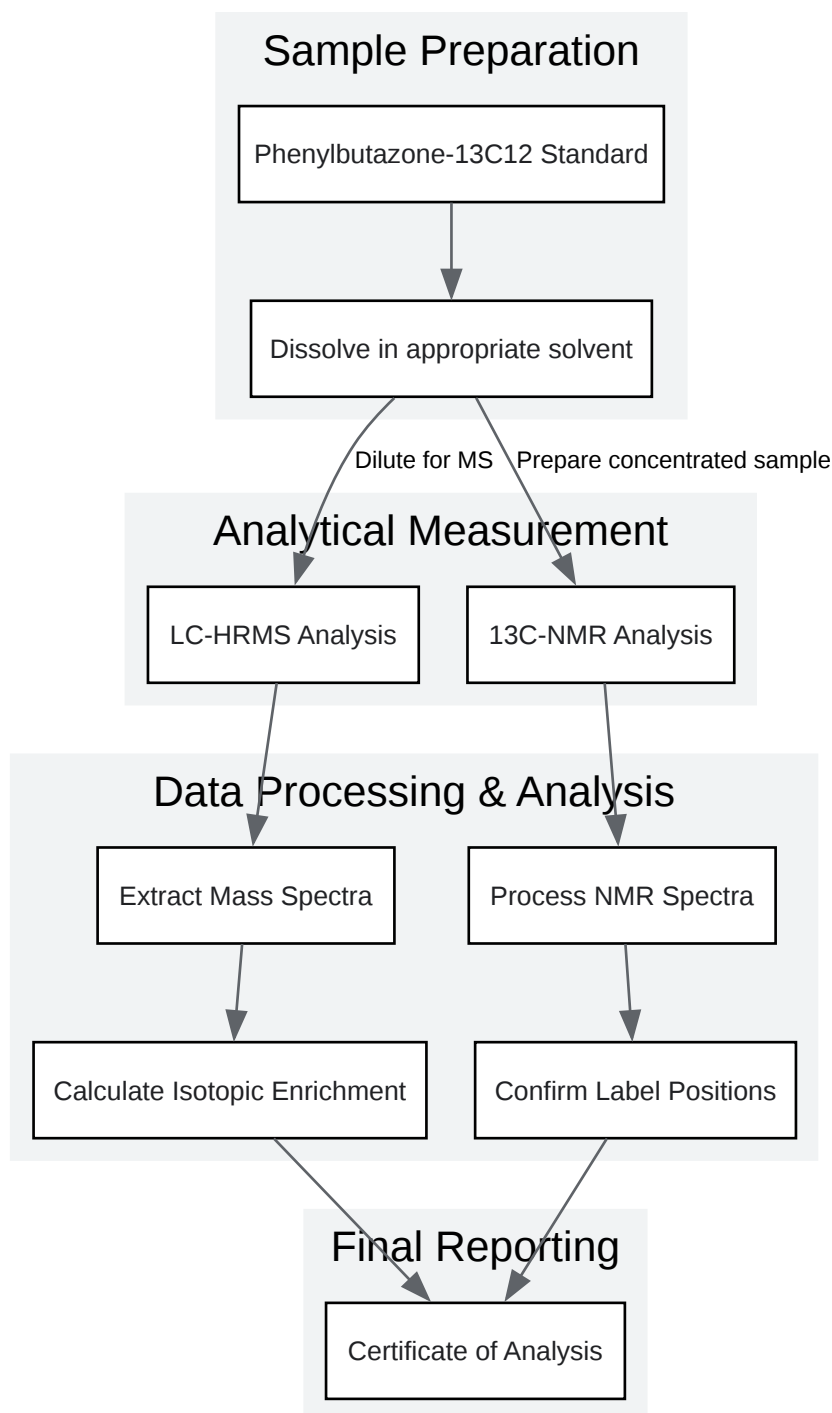 Sample Preparation
Phenylbutazone-13C12 Standard
Dissolve in appropriate solvent
Dilute for MS
Prepare concentrated sample
Analytical Measurement
LC-HRMS Analysis
13C-NMR Analysis
Data Processing & Analysis
Extract Mass Spectra
Process NMR Spectra
Calculate Isotopic Enrichment
Confirm Label Positions
Final Reporting
Certificate of Analysis